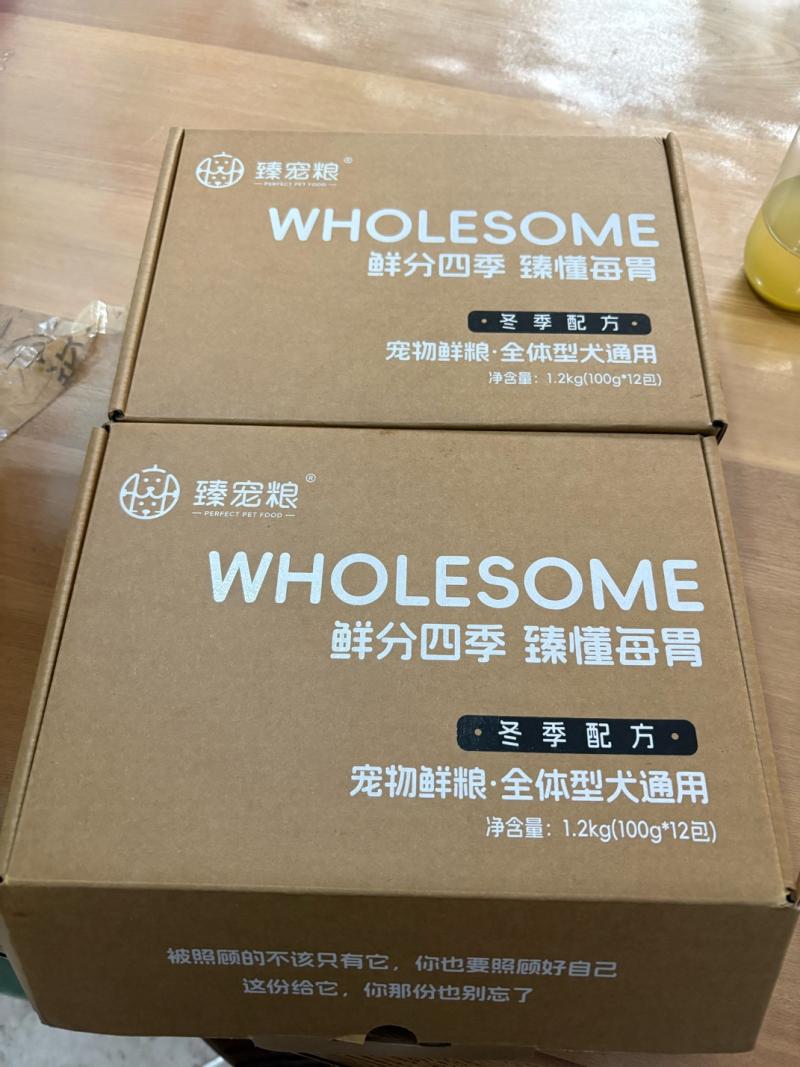 臻宠粮®
PERFECT PET FOOD
WHOLESOME
鲜分四季 臻懂每胃
·冬季配方·
宠物鲜粮·全体型犬通用
净含量：1.2kg(100g*12包)
臻宠粮®
PERFECT PET FOOD
WHOLESOME
鲜分四季 臻懂每胃
·冬季配方·
宠物鲜粮·全体型犬通用
净含量：1.2kg(100g*12包)
被照顾的不该只有它，你也要照顾好自己
这份给它，你那份也别忘了